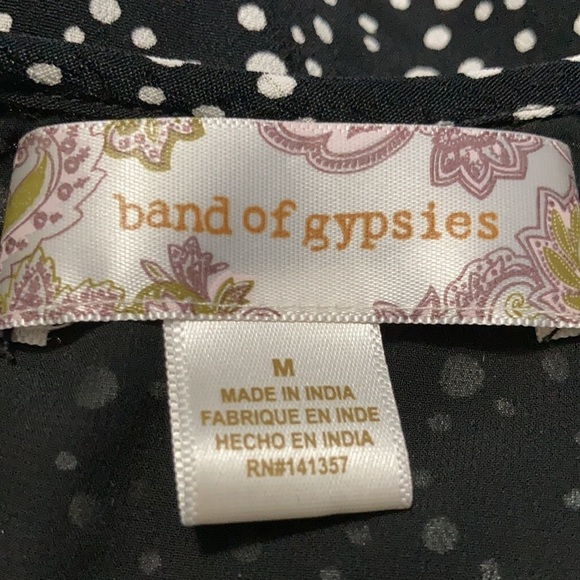 band of gypsies
M
MADE IN INDIA
FABRIQUE EN INDE
HECHO EN INDIA
RN#141357